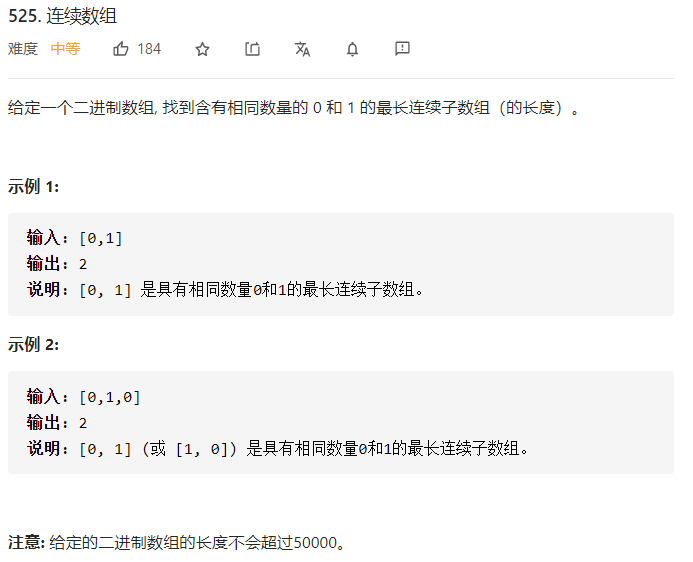 525. 连续数组
难度 中等 184
给定一个二进制数组, 找到含有相同数量的 0 和 1 的最长连续子数组（的长度）。
示例 1:
输入: [0,1]
输出: 2
说明: [0, 1] 是具有相同数量0和1的最长连续子数组。
示例 2:
输入: [0,1,0]
输出: 2
说明: [0, 1] (或 [1, 0]) 是具有相同数量0和1的最长连续子数组。
注意: 给定的二进制数组的长度不会超过50000。